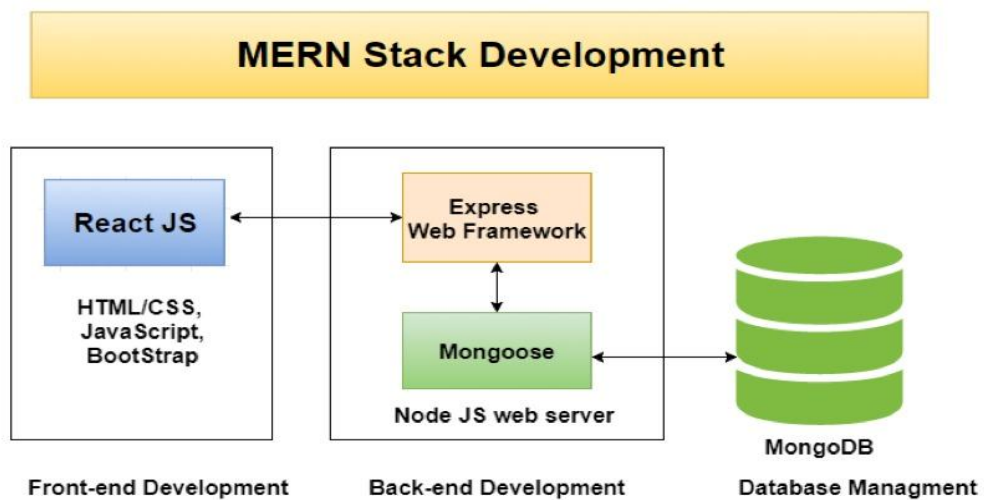 MERN Stack Development
React JS
HTML/CSS,
JavaScript,
BootStrap
Express
Web Framework
Mongoose
Node JS web server
MongoDB
Front-end Development
Back-end Development
Database Managment